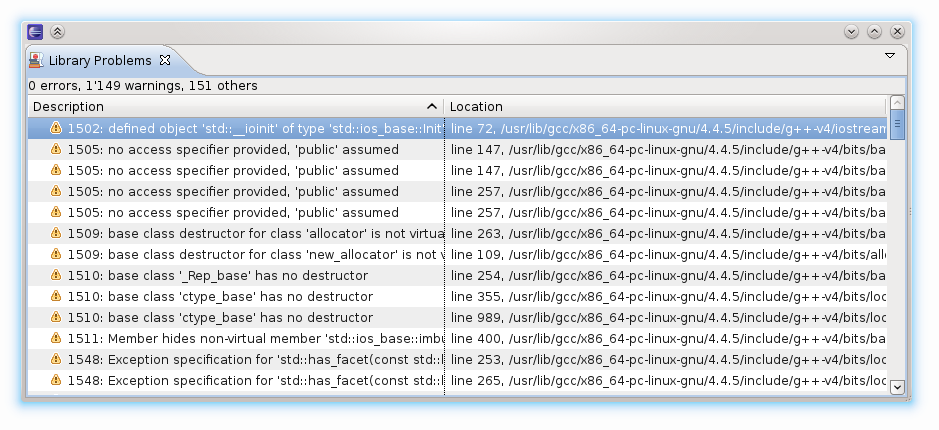 Library Problems
0 errors, 1'149 warnings, 151 others
Description Location
1502: defined object 'std::__ioinit' of type 'std::ios_base::Init line 72, /usr/lib/gcc/x86_64-pc-linux-gnu/4.4.5/include/g++-v4/iostream
1505: no access specifier provided, 'public' assumed line 147, /usr/lib/gcc/x86_64-pc-linux-gnu/4.4.5/include/g++-v4/bits/ba
1505: no access specifier provided, 'public' assumed line 147, /usr/lib/gcc/x86_64-pc-linux-gnu/4.4.5/include/g++-v4/bits/ba
1505: no access specifier provided, 'public' assumed line 257, /usr/lib/gcc/x86_64-pc-linux-gnu/4.4.5/include/g++-v4/bits/ba
1505: no access specifier provided, 'public' assumed line 257, /usr/lib/gcc/x86_64-pc-linux-gnu/4.4.5/include/g++-v4/bits/ba
1509: base class destructor for class 'allocator' is not virtua line 263, /usr/lib/gcc/x86_64-pc-linux-gnu/4.4.5/include/g++-v4/bits/ba
1509: base class destructor for class 'new_allocator' is not v line 109, /usr/lib/gcc/x86_64-pc-linux-gnu/4.4.5/include/g++-v4/bits/all
1510: base class '_Rep_base' has no destructor line 254, /usr/lib/gcc/x86_64-pc-linux-gnu/4.4.5/include/g++-v4/bits/ba
1510: base class 'ctype_base' has no destructor line 355, /usr/lib/gcc/x86_64-pc-linux-gnu/4.4.5/include/g++-v4/bits/loc
1510: base class 'ctype_base' has no destructor line 989, /usr/lib/gcc/x86_64-pc-linux-gnu/4.4.5/include/g++-v4/bits/loc
1511: Member hides non-virtual member 'std::ios_base::imbu line 400, /usr/lib/gcc/x86_64-pc-linux-gnu/4.4.5/include/g++-v4/bits/ba
1548: Exception specification for 'std::has_facet(const std::l line 253, /usr/lib/gcc/x86_64-pc-linux-gnu/4.4.5/include/g++-v4/bits/loc
1548: Exception specification for 'std::has_facet(const std::l line 265, /usr/lib/gcc/x86_64-pc-linux-gnu/4.4.5/include/g++-v4/bits/loc